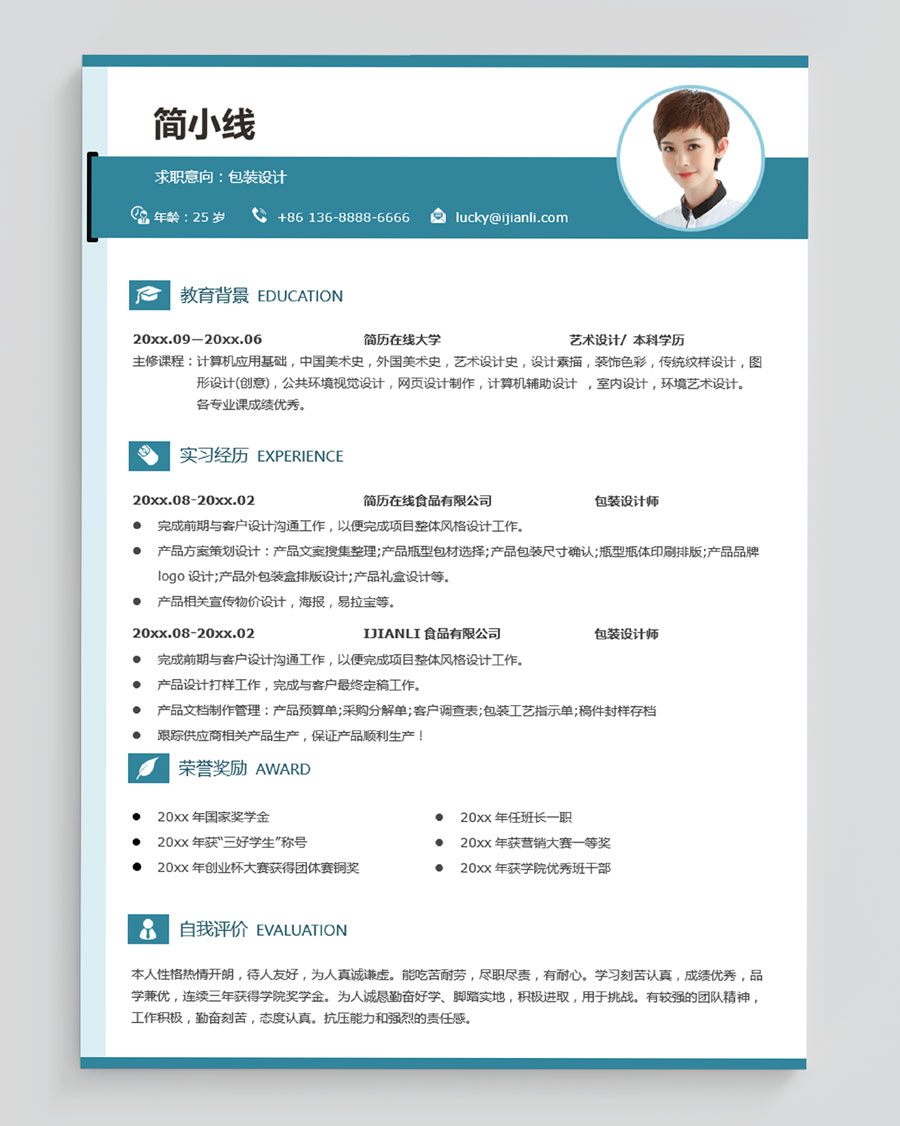 简小线
求职意向：包装设计
年龄：25 岁 +86 136-8888-6666 lucky@ijianli.com
教育背景 EDUCATION
20xx.09—20xx.06 简历在线大学 艺术设计/ 本科学历
主修课程：计算机应用基础，中国美术史，外国美术史，艺术设计史，设计素描，装饰色彩，传统纹样设计，图
形设计(创意)，公共环境视觉设计，网页设计制作，计算机辅助设计 ，室内设计，环境艺术设计。
各专业课成绩优秀。
实习经历 EXPERIENCE
20xx.08-20xx.02 简历在线食品有限公司 包装设计师
● 完成前期与客户设计沟通工作，以便完成项目整体风格设计工作。
● 产品方案策划设计：产品文案搜集整理;产品瓶型包材选择;产品包装尺寸确认;瓶型瓶体印刷排版;产品品牌
logo 设计;产品外包装盒排版设计;产品礼盒设计等。
● 产品相关宣传物价设计，海报，易拉宝等。
20xx.08-20xx.02 IJIANLI 食品有限公司 包装设计师
● 完成前期与客户设计沟通工作，以便完成项目整体风格设计工作。
● 产品设计打样工作，完成与客户最终定稿工作。
● 产品文档制作管理：产品预算单;采购分解单;客户调查表;包装工艺指示单;稿件封样存档
● 跟踪供应商相关产品生产，保证产品顺利生产！
荣誉奖励 AWARD
● 20xx 年国家奖学金 ● 20xx 年任班长一职
● 20xx 年获“三好学生”称号 ● 20xx 年获营销大赛一等奖
● 20xx 年创业杯大赛获得团体赛铜奖 ● 20xx 年获学院优秀班干部
自我评价 EVALUATION
本人性格热情开朗，待人友好，为人真诚谦虚。能吃苦耐劳，尽职尽责，有耐心。学习刻苦认真，成绩优秀，品
学兼优，连续三年获得学院奖学金。为人诚恳勤奋好学、脚踏实地，积极进取，用于挑战。有较强的团队精神，
工作积极，勤奋刻苦，态度认真。抗压能力和强烈的责任感。